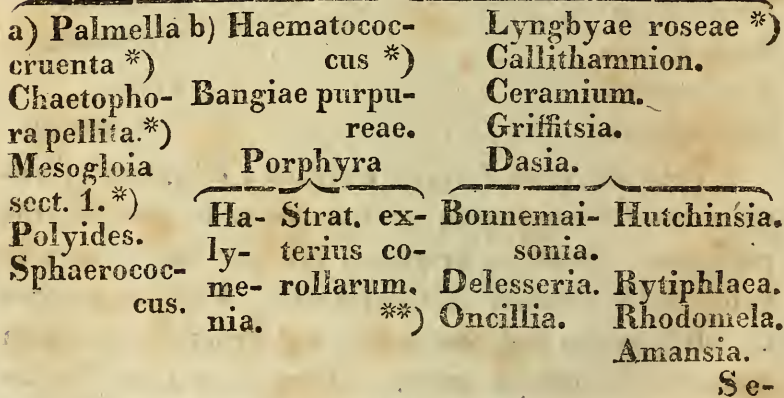 a) Palmella
cruenta *)
Chaetopho-
ra pellita.*)
Mesogloia
sect. 1. *)
Polyides.
Sphaerococ-
cus.
b) Haematococ-
cus *)
Bangiae purpu-
reae.
Porphyra
Ha-
ly-
me-
nia.
Strat. ex-
terius co-
rollarum.
**)
Lyngbyae roseae *)
Callithamnion.
Ceramium.
Griffitsia.
Dasia.
Bonnemai-
sonia.
Delesseria.
Oncillia.
Hutchinsia.
Rytiphlaea.
Rhodomela.
Amansia.
Se-